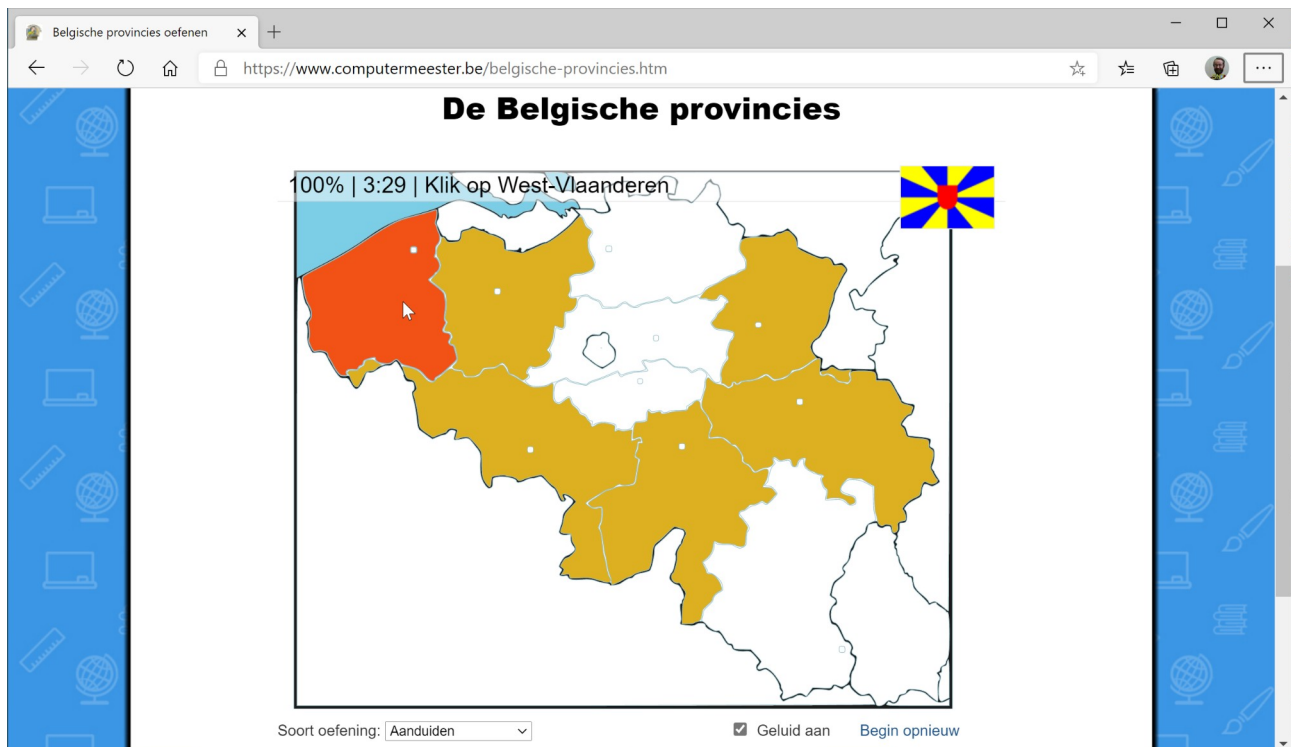 Belgische provincies oefenen
https://www.computermeester.be/belgische-provincies.htm
De Belgische provincies
100% | 3:29 | Klik op West-Vlaanderen
Soort oefening: Aanduiden
Geluid aan
Begin opnieuw